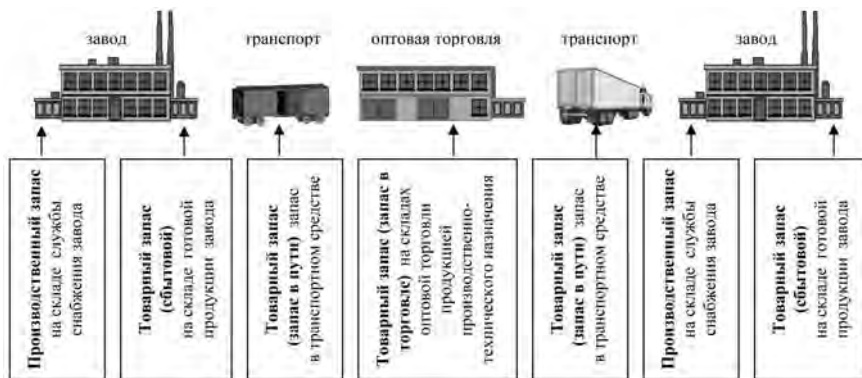 завод
транспорт
оптовая торговля
транспорт
завод
Производственный запас
на складе службы
снабжения завода
Товарный запас
(сбытовой)
на складе готовой
продукции завода
Товарный запас
(запас в пути) запас
в транспортном средстве
Товарный запас (запас в
торговле) на складах
оптовой торговли
продукцией
производственно-
технического назначения
Товарный запас
(запас в пути) запас
в транспортном средстве
Производственный запас
на складе службы
снабжения завода
Товарный запас
(сбытовой)
на складе готовой
продукции завода